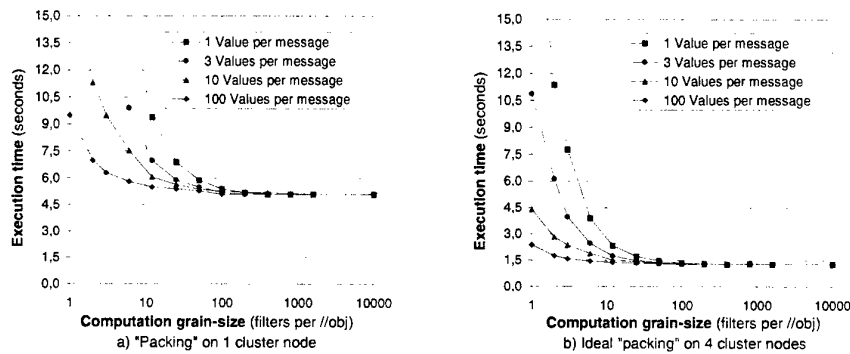 15,0
13,5
12,0
10,5
9,0
7,5
6,0
4,5
3,0
1,5
0,0
Execution time (seconds)
1 Value per message
3 Values per message
10 Values per message
100 Values per message
1 10 100 1000 10000
Computation grain-size (filters per //obj)
a) "Packing" on 1 cluster node
15,0
13,5
12,0
10,5
9,0
7,5
6,0
4,5
3,0
1,5
0,0
Execution time (seconds)
1 Value per message
3 Values per message
10 Values per message
100 Values per message
1 10 100 1000 10000
Computation grain-size (filters per //obj)
b) Ideal "packing" on 4 cluster nodes